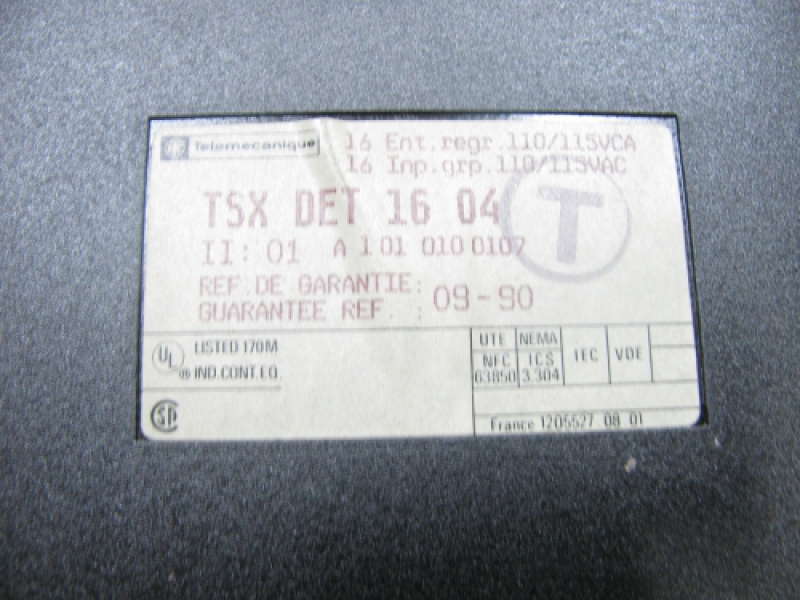 Telemecanique
16 Ent.regr.110/115VCA
16 Inp.grp.110/115VAC
TSX DET 16 04
T
II: 01 A 1 01 010 0107
REF.DE GARANTIE:
GUARANTEE REF. : 09-90
UL LISTED 170M
® IND.CONT.EQ.
UTE NEMA
NFC ICS IEC VDE
63850 3.304
SP
France 1205527 08 01